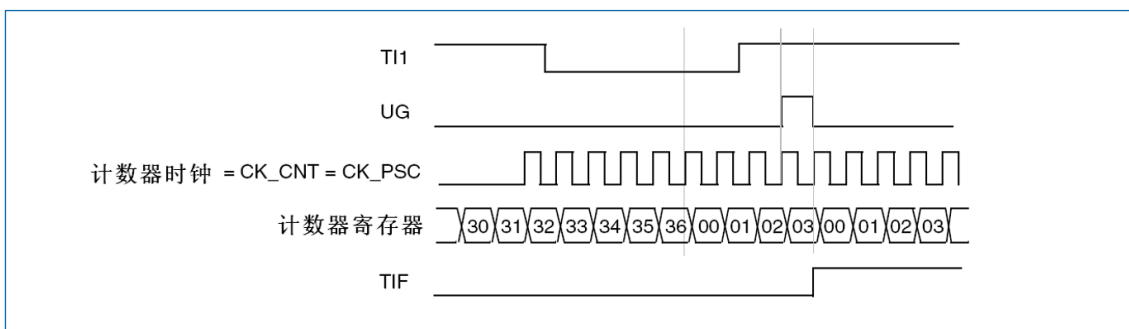 TI1
UG
计数器时钟 = CK_CNT = CK_PSC
计数器寄存器 30 31 32 33 34 35 36 00 01 02 03 00 01 02 03
TIF